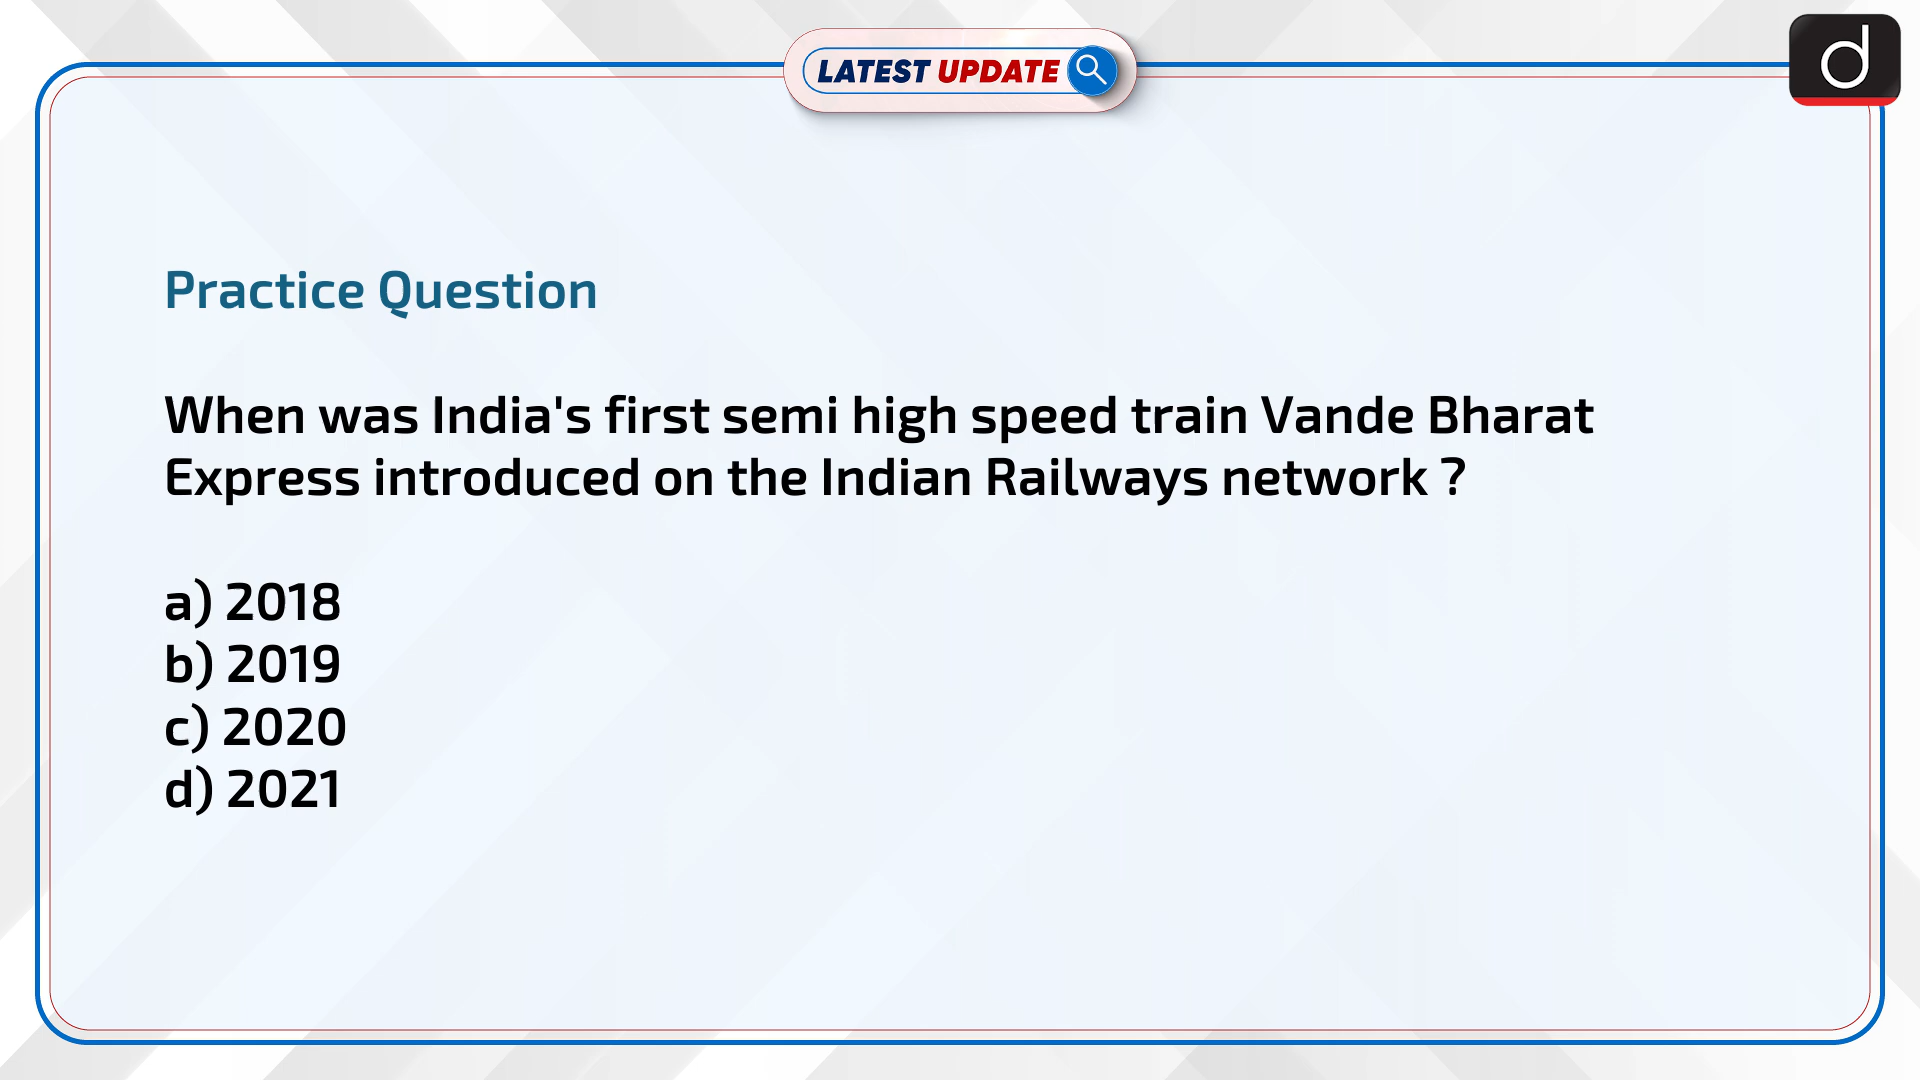 LATEST UPDATE
d
Practice Question
When was India's first semi high speed train Vande Bharat
Express introduced on the Indian Railways network ?
a) 2018
b) 2019
c) 2020
d) 2021